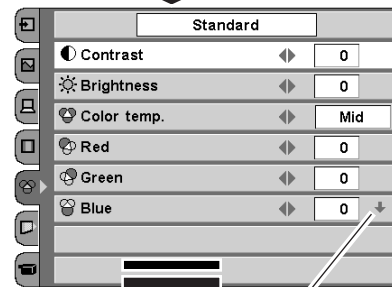 Standard
Contrast 0
Brightness 0
Color temp. Mid
Red 0
Green 0
Blue 0